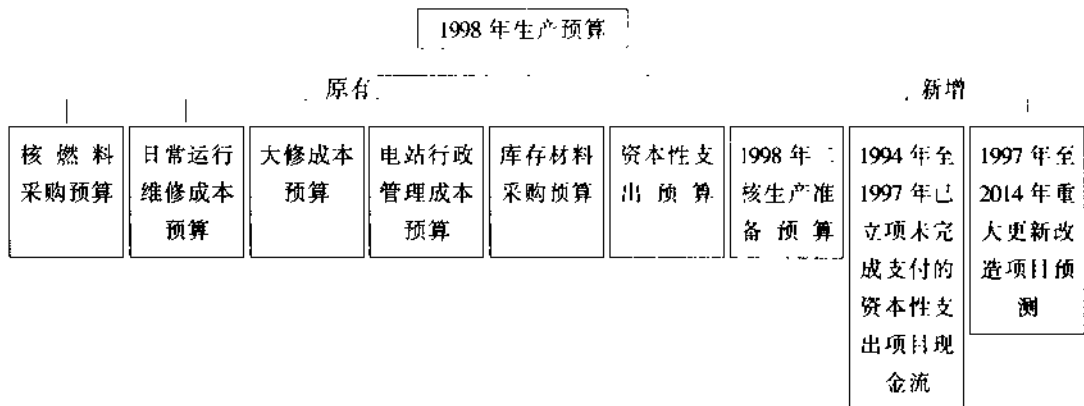 1998 年生产预算
原有
新增
核燃料
采购预算
日常运行
维修成本
预算
大修成本
预算
电站行政
管理成本
预算
库存材料
采购预算
资本性支
出预算
1998 年二
核生产准
备预算
1994 年至
1997 年已
立项未完
成支付的
资本性支
出项目现
金流
1997 年至
2014 年重
大更新改
造项目预
测